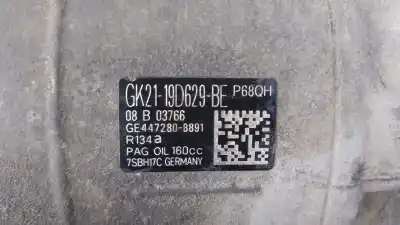 GK21-19D629-BE P68QH
08 B 03766
GE447280-8891
R134a
PAG OIL 160cc
7SBH17C GERMANY